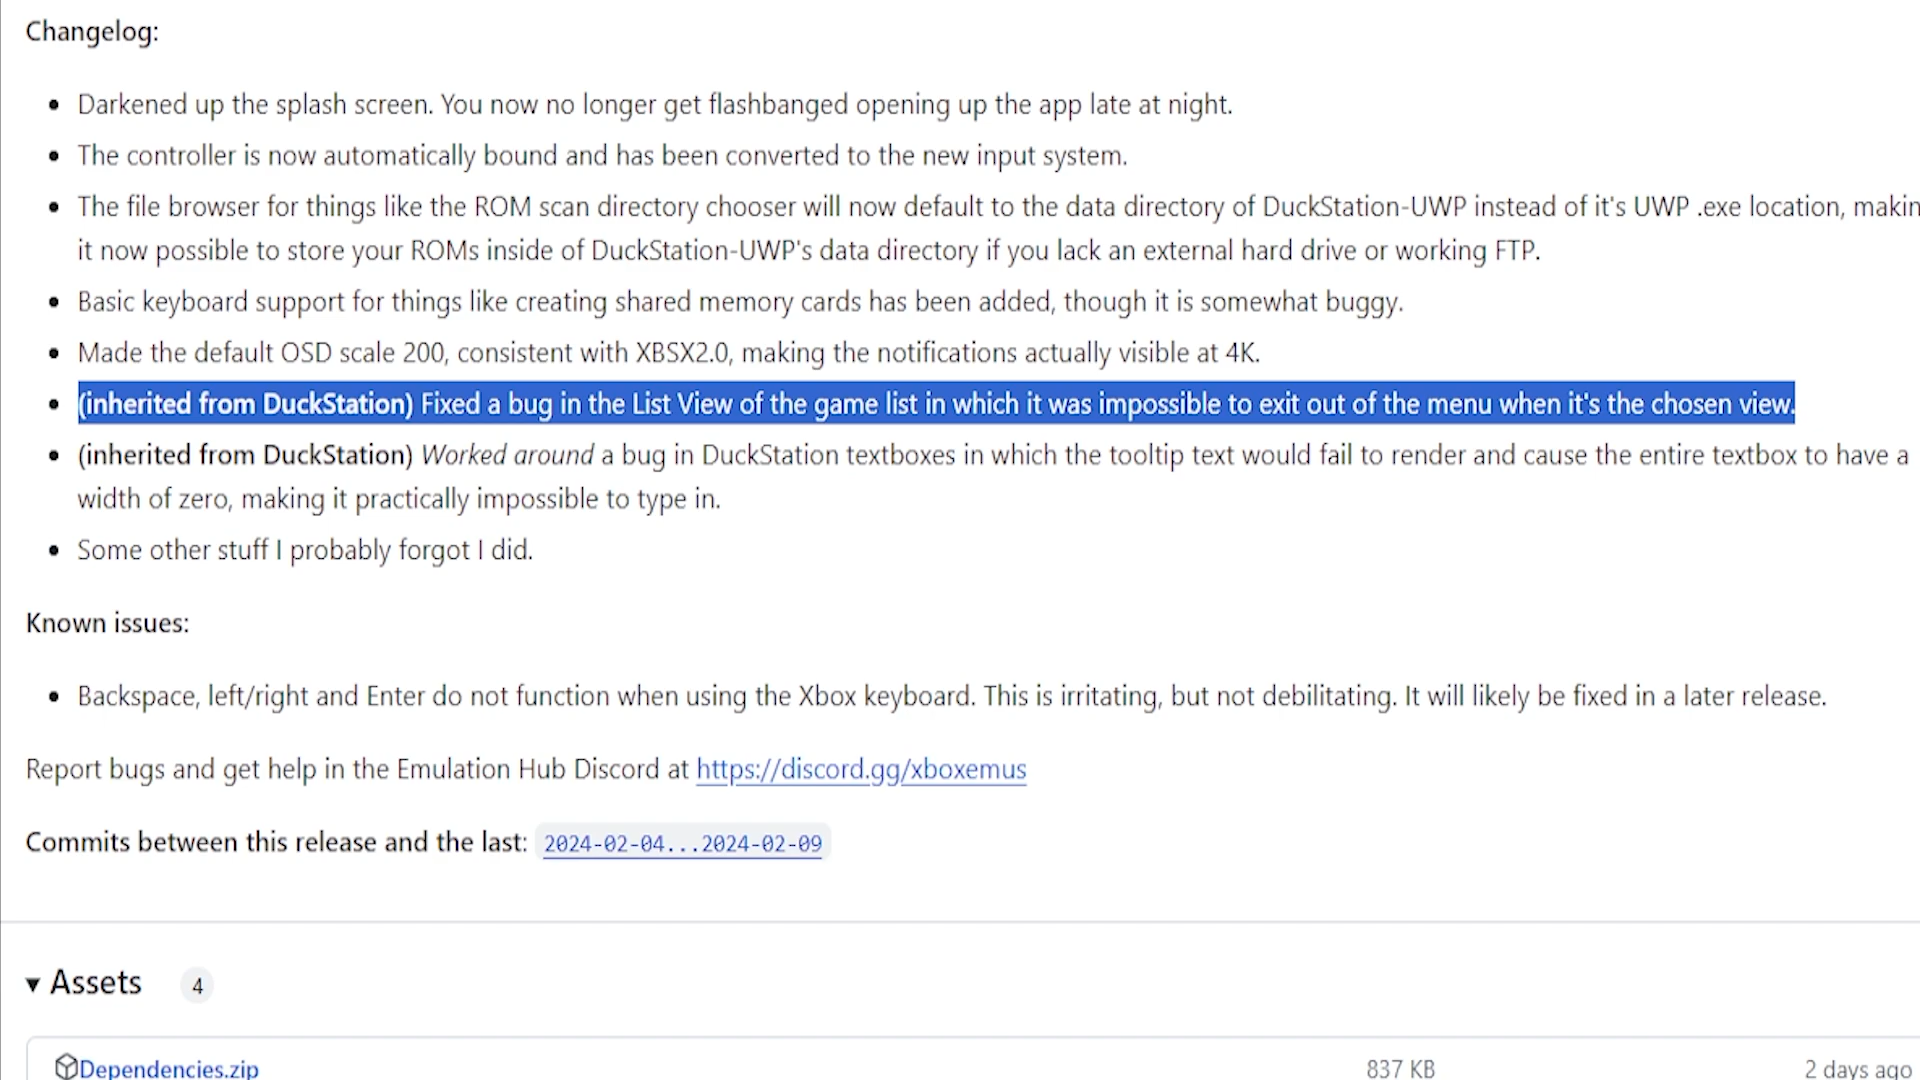 Changelog:
Darkened up the splash screen. You now no longer get flashbanged opening up the app late at night.
The controller is now automatically bound and has been converted to the new input system.
The file browser for things like the ROM scan directory chooser will now default to the data directory of DuckStation-UWP instead of it's UWP .exe location, makin
it now possible to store your ROMs inside of DuckStation-UWP's data directory if you lack an external hard drive or working FTP.
Basic keyboard support for things like creating shared memory cards has been added, though it is somewhat buggy.
Made the default OSD scale 200, consistent with XBSX2.0, making the notifications actually visible at 4K.
(inherited from DuckStation) Fixed a bug in the List View of the game list in which it was impossible to exit out of the menu when it's the chosen view.
(inherited from DuckStation) Worked around a bug in DuckStation textboxes in which the tooltip text would fail to render and cause the entire textbox to have a
width of zero, making it practically impossible to type in.
Some other stuff I probably forgot I did.
Known issues:
Backspace, left/right and Enter do not function when using the Xbox keyboard. This is irritating, but not debilitating. It will likely be fixed in a later release.
Report bugs and get help in the Emulation Hub Discord at https://discord.gg/xboxemus
Commits between this release and the last: 2024-02-04...2024-02-09
Assets 4
Dependencies.zip 837 KB 2 days ago